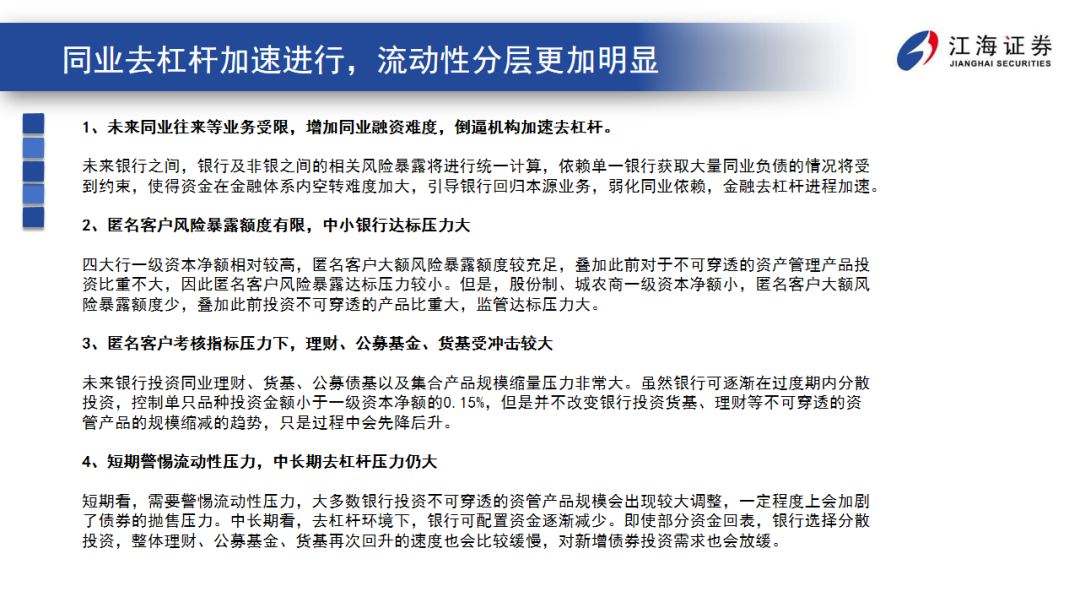 同业去杠杆加速进行，流动性分层更加明显
江海证券
JIANGHAI SECURITIES
1、未来同业往来等业务受限，增加同业融资难度，倒逼机构加速去杠杆。
未来银行之间，银行及非银之间的相关风险暴露将进行统一计算，依赖单一银行获取大量同业负债的情况将受
到约束，使得资金在金融体系内空转难度加大，引导银行回归本源业务，弱化同业依赖，金融去杠杆进程加速。
2、匿名客户风险暴露额度有限，中小银行达标压力大
四大行一级资本净额相对较高，匿名客户大额风险暴露额度较充足，叠加此前对于不可穿透的资产管理产品投
资比重不大，因此匿名客户风险暴露达标压力较小。但是，股份制、城农商一级资本净额小，匿名客户大额风
险暴露额度少，叠加此前投资不可穿透的产品比重大，监管达标压力大。
3、匿名客户考核指标压力下，理财、公募基金、货基受冲击较大
未来银行投资同业理财、货基、公募债基以及集合产品规模缩量压力非常大。虽然银行可逐渐在过度期内分散
投资，控制单只品种投资金额小于一级资本净额的0.15%，但是并不改变银行投资货基、理财等不可穿透的资
管产品的规模缩减的趋势，只是过程中会先降后升。
4、短期警惕流动性压力，中长期去杠杆压力仍大
短期看，需要警惕流动性压力，大多数银行投资不可穿透的资管产品规模会出现较大调整，一定程度上会加剧
了债券的抛售压力。中长期看，去杠杆环境下，银行可配置资金逐渐减少。即使部分资金回表，银行选择分散
投资，整体理财、公募基金、货基再次回升的速度也会比较缓慢，对新增债券投资需求也会放缓。